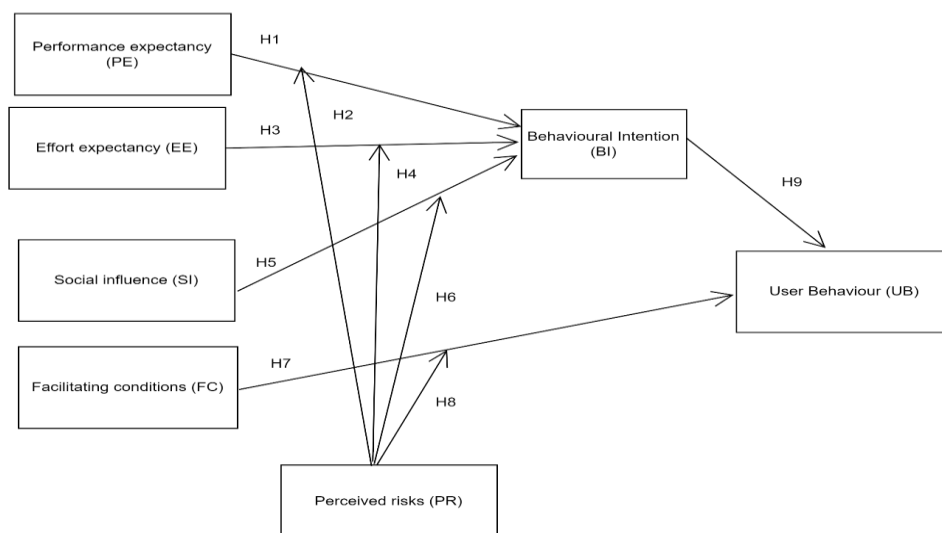 Performance expectancy
(PE)
H1
H2
Effort expectancy (EE)
H3
Behavioural Intention
(BI)
H4
H9
Social influence (SI)
H5
H6
User Behaviour (UB)
Facilitating conditions (FC)
H7
H8
Perceived risks (PR)